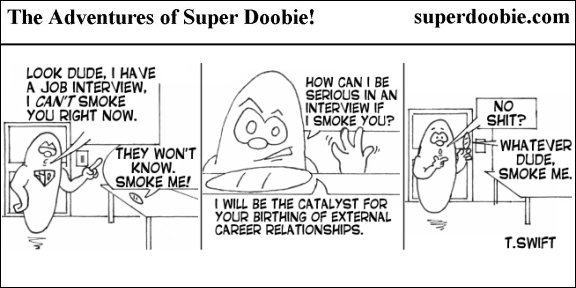 The Adventures of Super Doobie!
superdoobie.com
LOOK DUDE, I HAVE
A JOB INTERVIEW,
I CAN'T SMOKE
YOU RIGHT NOW.
THEY WON'T
KNOW.
SMOKE ME!
SD
HOW CAN I BE
SERIOUS IN AN
INTERVIEW IF
I SMOKE YOU?
I WILL BE THE CATALYST FOR
YOUR BIRTHING OF EXTERNAL
CAREER RELATIONSHIPS.
NO
SHIT?
WHATEVER
DUDE,
SMOKE ME.
T.SWIFT